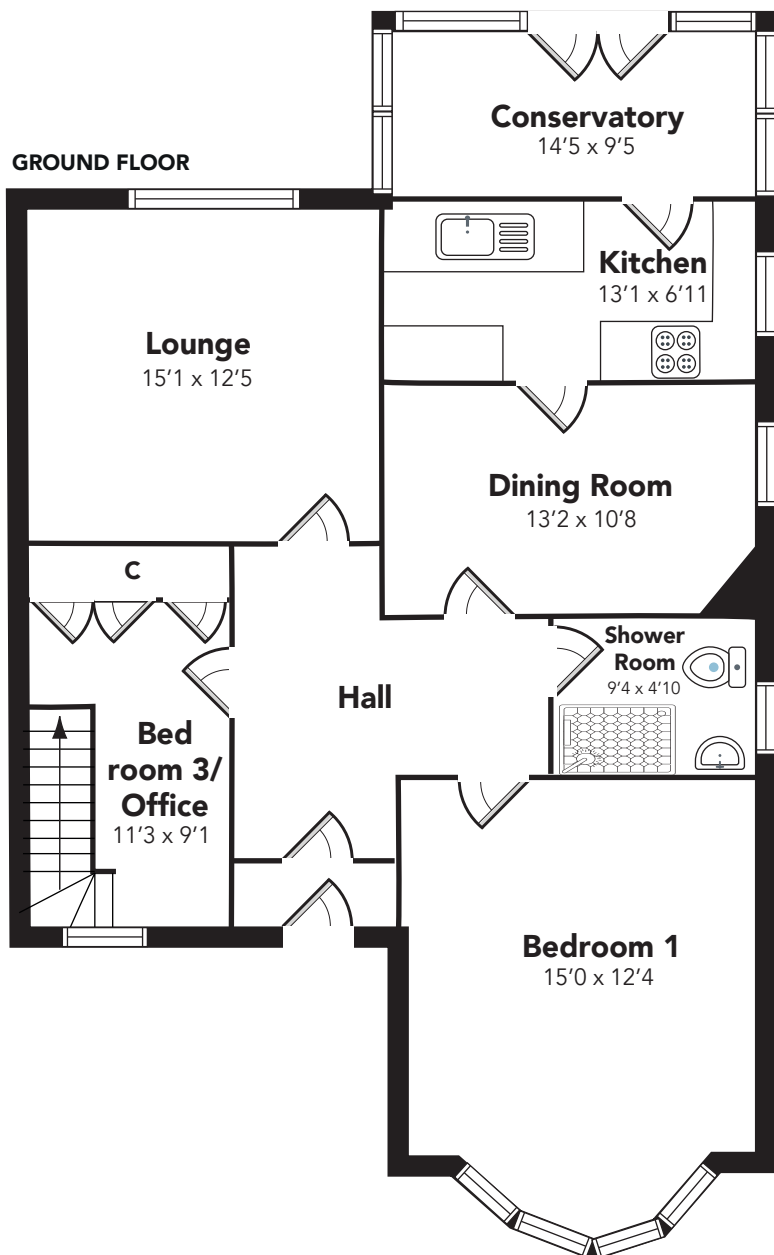 Conservatory
14'5 x 9'5
GROUND FLOOR
Kitchen
13'1 x 6'11
Lounge
15'1 x 12'5
Dining Room
13'2 x 10'8
C
Shower
Room
9'4 x 4'10
Hall
Bed
room 3/
Office
11'3 x 9'1
Bedroom 1
15'0 x 12'4